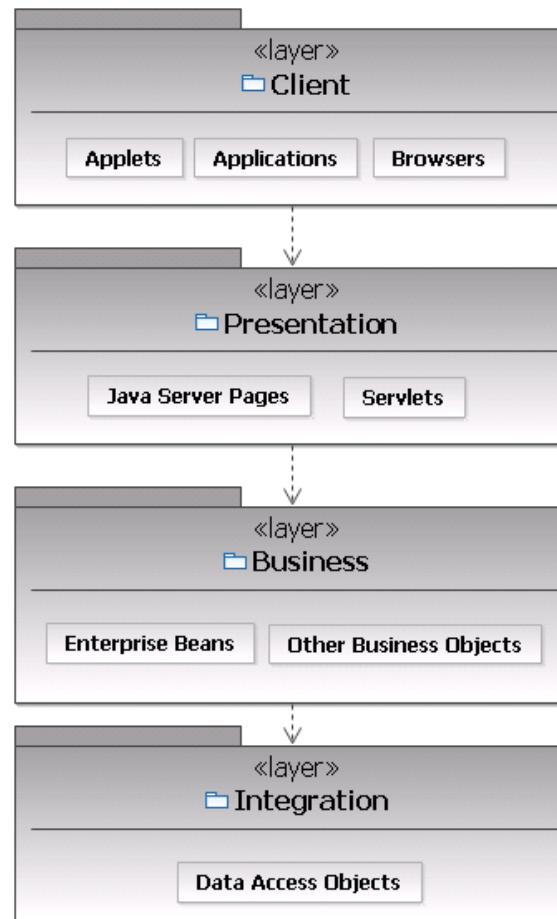 «layer»
Client
Applets Applications Browsers
«layer»
Presentation
Java Server Pages Servlets
«layer»
Business
Enterprise Beans Other Business Objects
«layer»
Integration
Data Access Objects